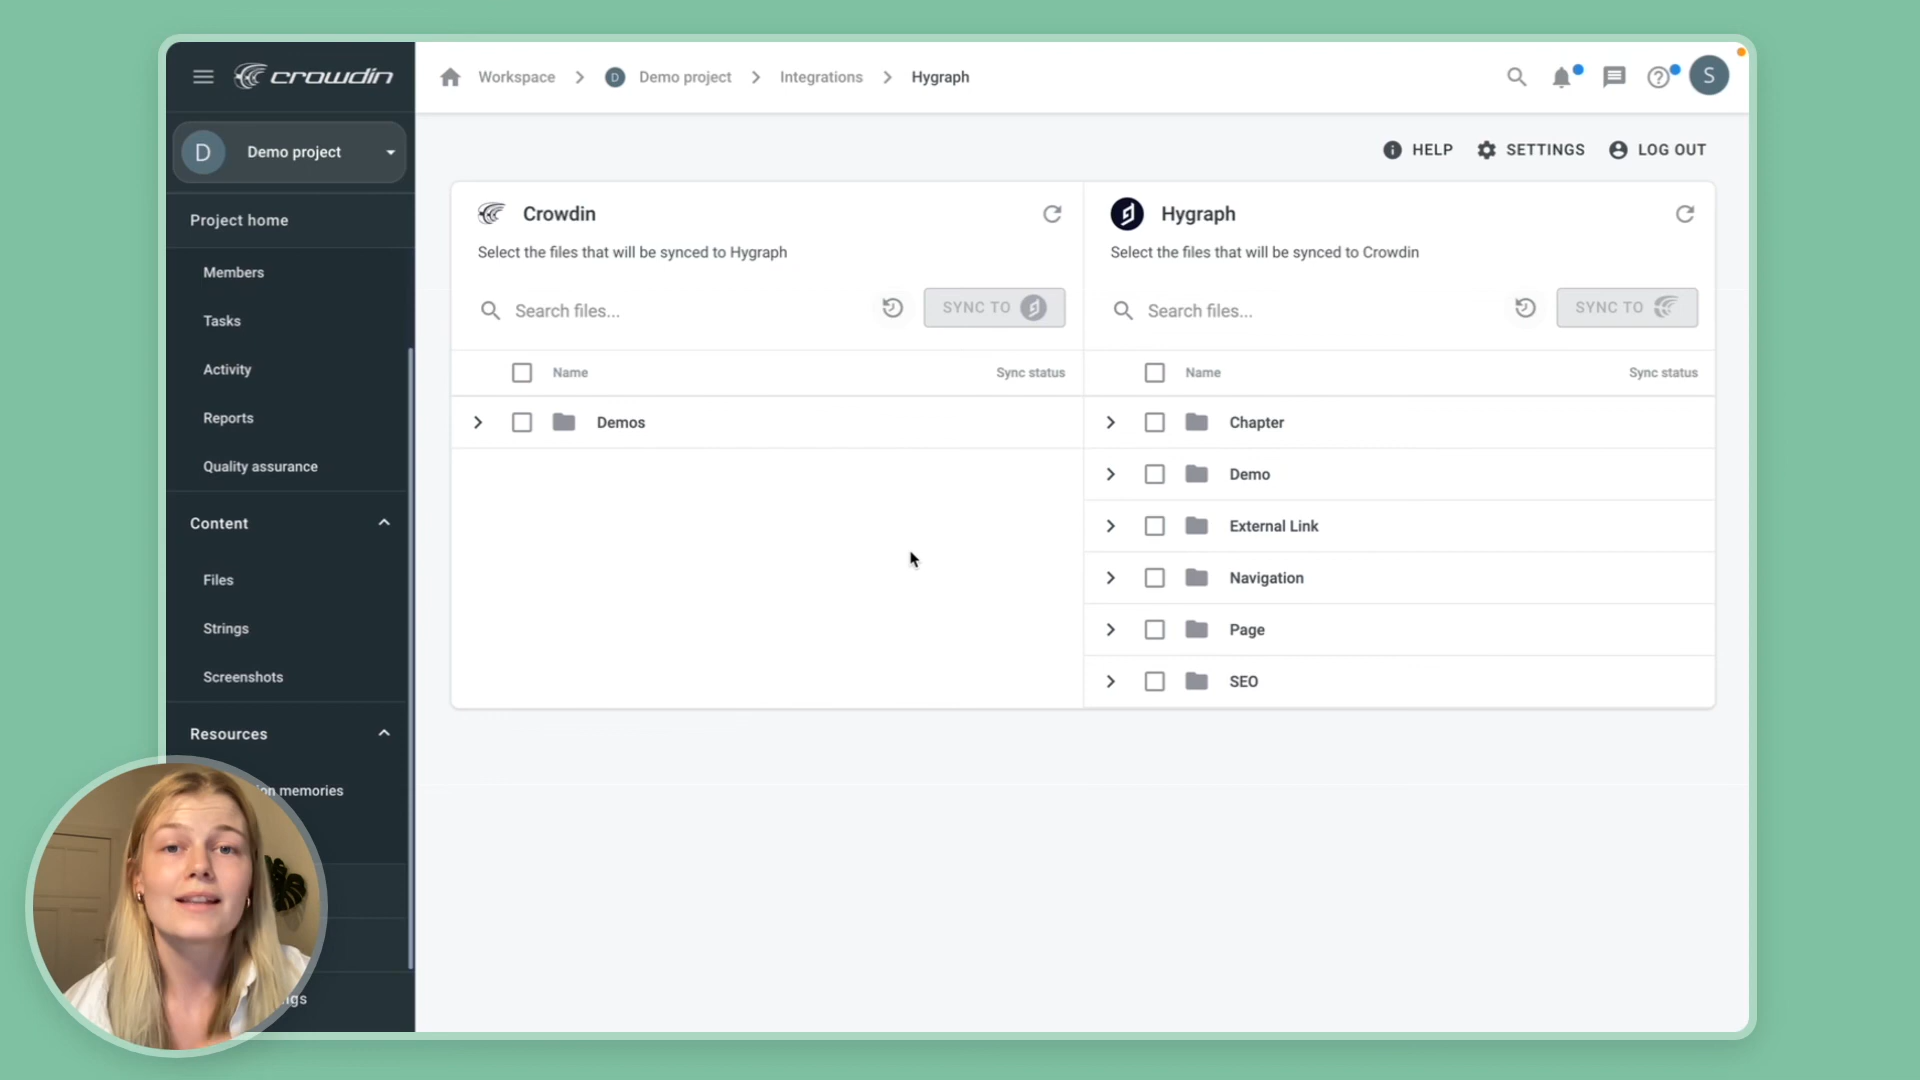 crowdin
Workspace
D
Demo project
Integrations
Hygraph
S
D
Demo project
HELP
SETTINGS
LOG OUT
Project home
Members
Tasks
Activity
Reports
Quality assurance
Content
Files
Strings
Screenshots
Resources
memories
Crowdin
Select the files that will be synced to Hygraph
Search files...
SYNC TO
Name
Sync status
Demos
Hygraph
Select the files that will be synced to Crowdin
Search files...
SYNC TO
Name
Sync status
Chapter
Demo
External Link
Navigation
Page
SEO